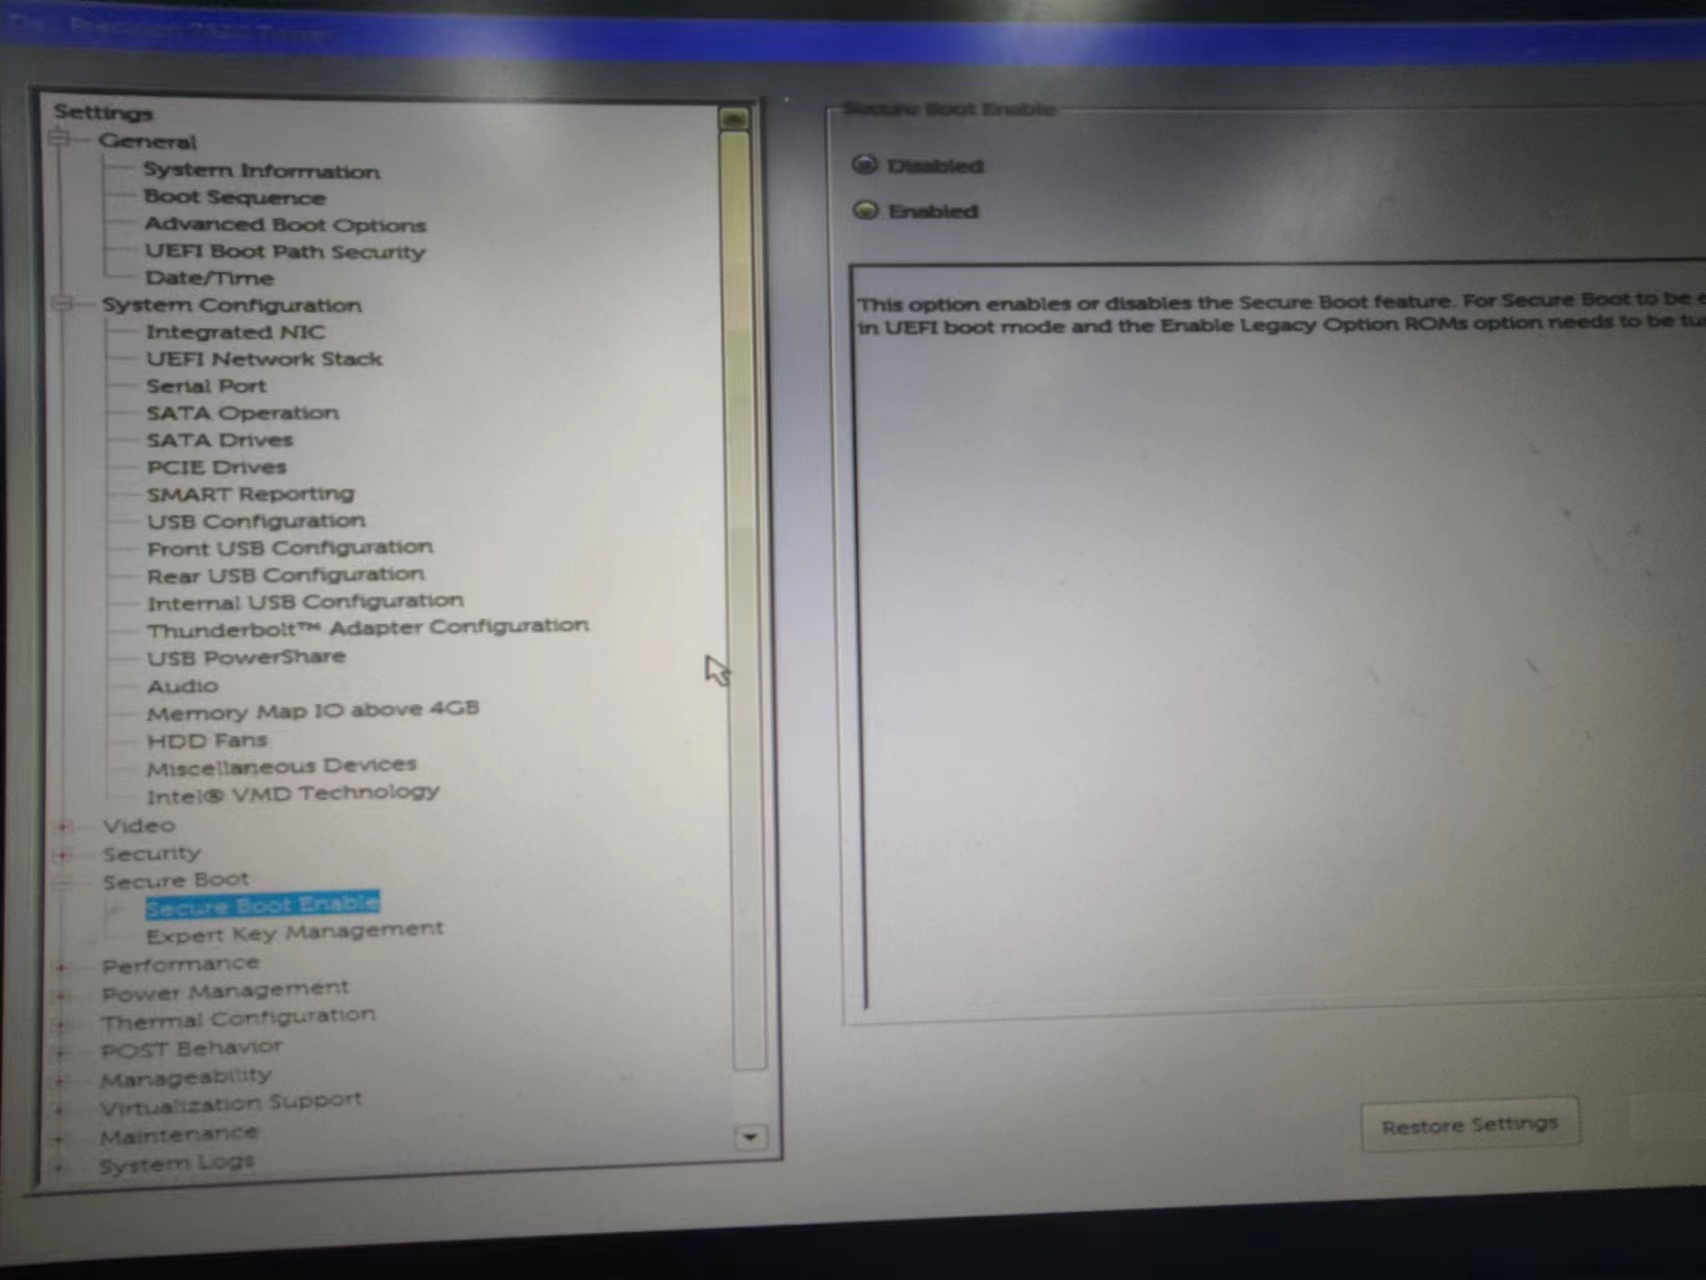 Precision Tower
Settings
General
System Information
Boot Sequence
Advanced Boot Options
UEFI Boot Path Security
Date/Time
System Configuration
Integrated NIC
UEFI Network Stack
Serial Port
SATA Operation
SATA Drives
PCIE Drives
SMART Reporting
USB Configuration
Front USB Configuration
Rear USB Configuration
Internal USB Configuration
Thunderbolt™ Adapter Configuration
USB PowerShare
Audio
Memory Map IO above 4GB
HDD Fans
Miscellaneous Devices
Intel® VMD Technology
Video
Security
Secure Boot
Secure Boot Enable
Expert Key Management
Performance
Power Management
Thermal Configuration
POST Behavior
Manageability
Virtualization Support
Maintenance
System Logs
Secure Boot Enable
Disabled
Enabled
This option enables or disables the Secure Boot feature. For Secure Boot to be
in UEFI boot mode and the Enable Legacy Option ROMs option needs to be
Restore Settings